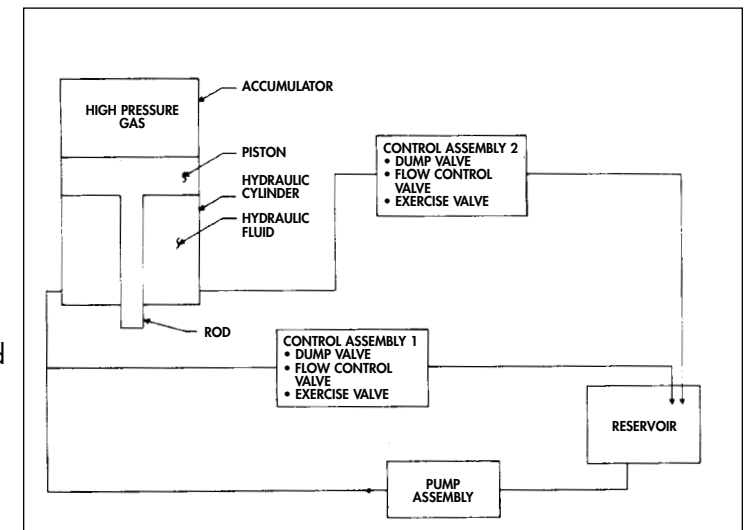 HIGH PRESSURE
GAS
ACCUMULATOR
PISTON
HYDRAULIC
CYLINDER
HYDRAULIC
FLUID
ROD
CONTROL ASSEMBLY 2
• DUMP VALVE
• FLOW CONTROL
VALVE
• EXERCISE VALVE
CONTROL ASSEMBLY 1
• DUMP VALVE
• FLOW CONTROL
VALVE
• EXERCISE VALVE
RESERVOIR
PUMP
ASSEMBLY